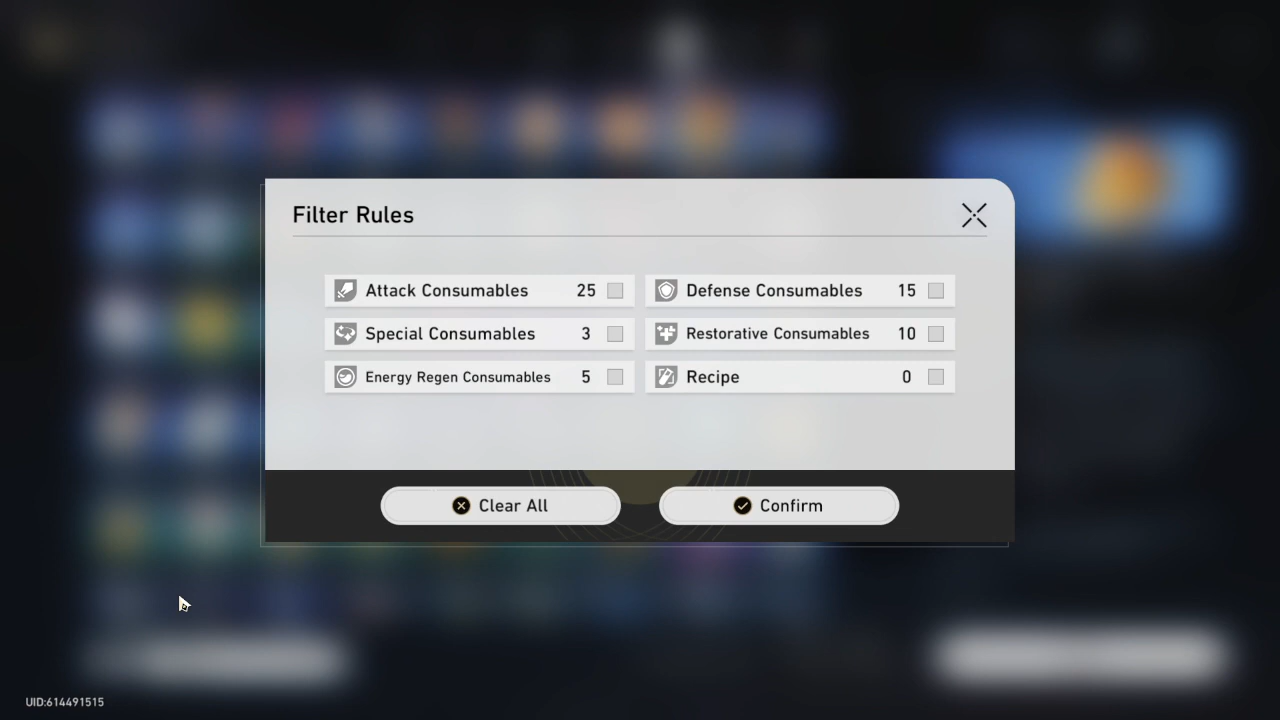 Filter Rules
Attack Consumables 25
Defense Consumables 15
Special Consumables 3
Restorative Consumables 10
Energy Regen Consumables 5
Recipe 0
Clear All
Confirm
UID:614491515